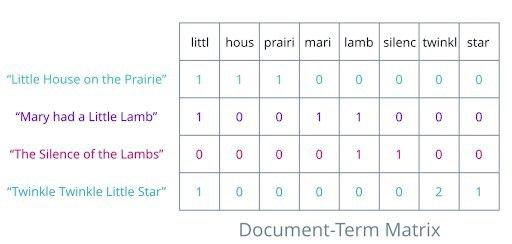 littl hous prairi mari lamb silenc twinkl star
“Little House on the Prairie” 1 1 1 0 0 0 0 0
“Mary had a Little Lamb” 1 0 0 1 1 0 0 0
“The Silence of the Lambs” 0 0 0 0 1 1 0 0
“Twinkle Twinkle Little Star” 1 0 0 0 0 0 2 1
Document-Term Matrix